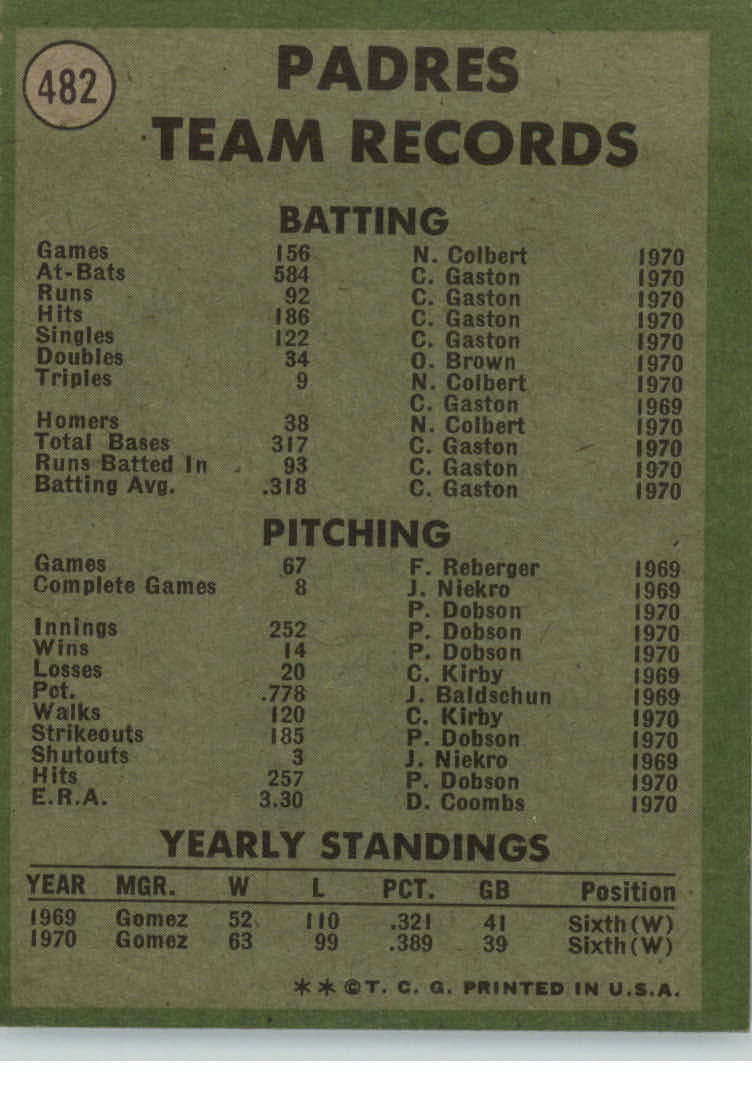 482
PADRES
TEAM RECORDS
BATTING
Games 156 N. Colbert 1970
At-Bats 584 C. Gaston 1970
Runs 92 C. Gaston 1970
Hits 186 C. Gaston 1970
Singles 122 C. Gaston 1970
Doubles 34 O. Brown 1970
Triples 9 N. Colbert 1970
C. Gaston 1969
Homers 38 N. Colbert 1970
Total Bases 317 C. Gaston 1970
Runs Batted In 93 C. Gaston 1970
Batting Avg. .318 C. Gaston 1970
PITCHING
Games 67 F. Reberger 1969
Complete Games 8 J. Niekro 1969
P. Dobson 1970
Innings 252 P. Dobson 1970
Wins 14 P. Dobson 1970
Losses 20 C. Kirby 1969
Pct. .778 J. Baldschun 1969
Walks 120 C. Kirby 1970
Strikeouts 185 P. Dobson 1970
Shutouts 3 J. Niekro 1969
Hits 257 P. Dobson 1970
E.R.A. 3.30 D. Coombs 1970
YEARLY STANDINGS
YEAR MGR. W L PCT. GB Position
1969 Gomez 52 110 .321 41 Sixth(W)
1970 Gomez 63 99 .389 39 Sixth(W)
**©T. C. G. PRINTED IN U.S.A.